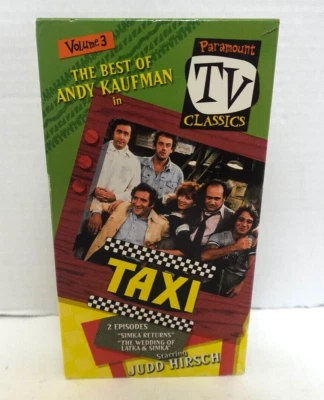 Volume 3
THE BEST OF
ANDY KAUFMAN
in
Paramount
TV
CLASSICS
TAXI
2 EPISODES
"SIMKA RETURNS"
"THE WEDDING OF
LATKA & SIMKA"
Starring
JUDD HIRSCH